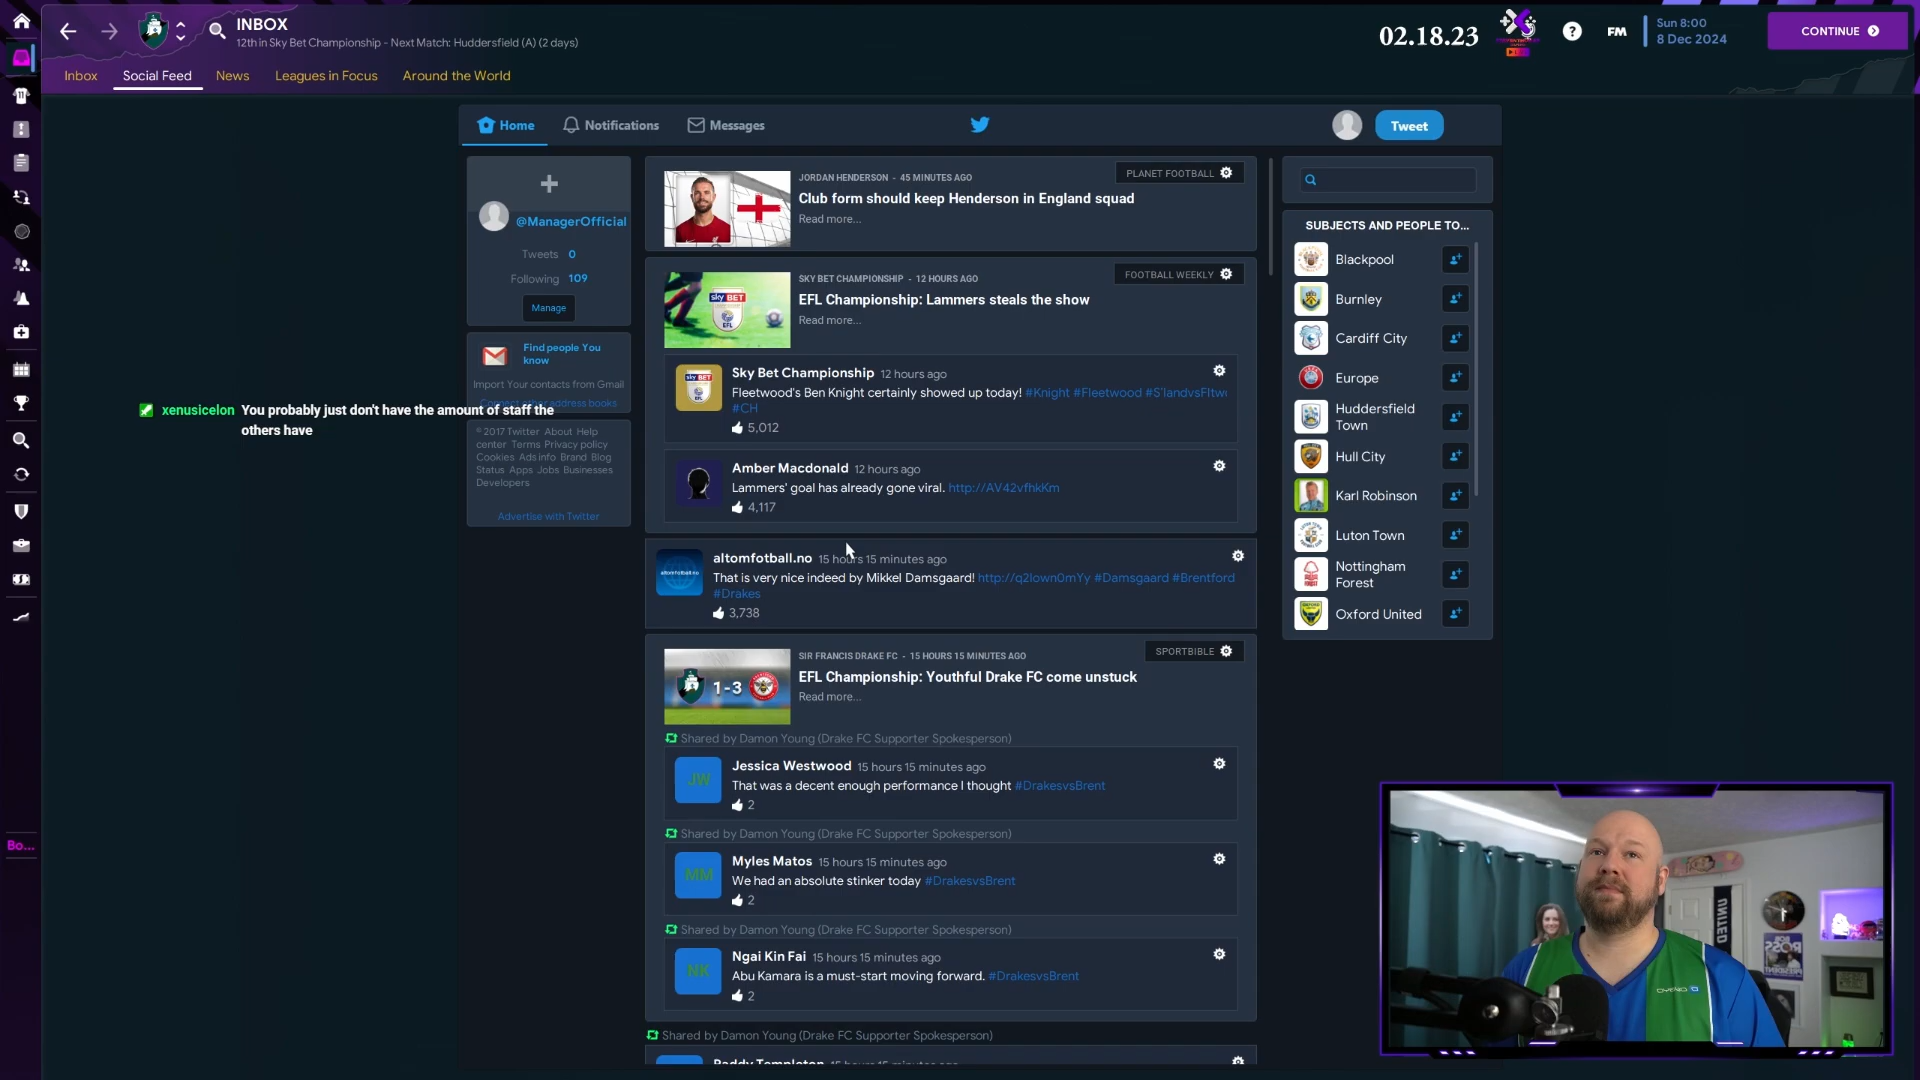 INBOX
12th in Sky Bet Championship - Next Match: Huddersfield (A) (2 days)
02.18.23
FM
Sun 8:00
8 Dec 2024
CONTINUE
Inbox
Social Feed
News
Leagues in Focus
Around the World
Home
Notifications
Messages
Tweet
@ManagerOfficial
Tweets 0
Following 109
Manage
Find people You
know
Import Your contacts from Gmail
Connect other address books
xenusicelon You probably just don't have the amount of staff the
others have
© 2017 Twitter About Help
center Terms Privacy policy
Cookies Ads info Brand Blog
Status Apps Jobs Businesses
Developers
Advertise with Twitter
JORDAN HENDERSON - 45 MINUTES AGO
PLANET FOOTBALL
Club form should keep Henderson in England squad
Read more...
SKY BET CHAMPIONSHIP - 12 HOURS AGO
FOOTBALL WEEKLY
EFL Championship: Lammers steals the show
Read more...
sky BET
EFL
Sky Bet Championship 12 hours ago
Fleetwood's Ben Knight certainly showed up today! #Knight #Fleetwood #S'landvsFltw
#CH
5,012
Amber Macdonald 12 hours ago
Lammers' goal has already gone viral. http://AV42vfhkKm
4,117
altomfotball.no 15 hours 15 minutes ago
That is very nice indeed by Mikkel Damsgaard! http://q2lown0mYy #Damsgaard #Brentford
#Drakes
3,738
SIR FRANCIS DRAKE FC - 15 HOURS 15 MINUTES AGO
SPORTBIBLE
EFL Championship: Youthful Drake FC come unstuck
Read more...
1-3
Shared by Damon Young (Drake FC Supporter Spokesperson)
JW
Jessica Westwood 15 hours 15 minutes ago
That was a decent enough performance I thought #DrakesvsBrent
2
Shared by Damon Young (Drake FC Supporter Spokesperson)
MM
Myles Matos 15 hours 15 minutes ago
We had an absolute stinker today #DrakesvsBrent
2
Shared by Damon Young (Drake FC Supporter Spokesperson)
NK
Ngai Kin Fai 15 hours 15 minutes ago
Abu Kamara is a must-start moving forward. #DrakesvsBrent
2
Shared by Damon Young (Drake FC Supporter Spokesperson)
Paddy Templeton 15 hours 15 minutes ago
SUBJECTS AND PEOPLE TO...
Blackpool
Burnley
Cardiff City
Europe
Huddersfield
Town
Hull City
Karl Robinson
Luton Town
Nottingham
Forest
Oxford United
Bo...
UNITED
BOB
ROSS